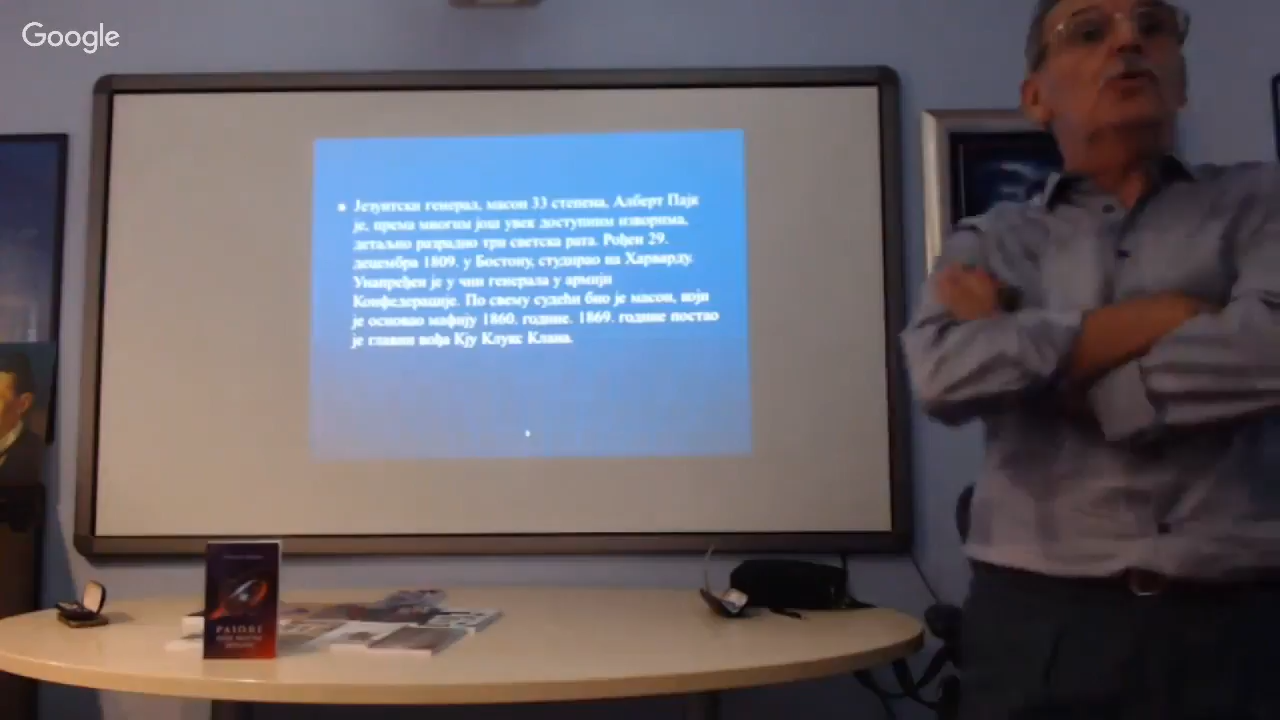 Google
Језуитски генерал, масон 33 степена, Алберт Пајк
је, према многим још увек доступним изворима,
детаљно разрадио три светска рата. Рођен 29.
децембра 1809. у Бостону, студирао на Харварду.
Унапређен је у чин генерала у армији
Конфедерације. По свему судећи био је масон, који
је основао мафију 1860. године. 1869. године постао
је главни вођа Кју Клукс Клана.